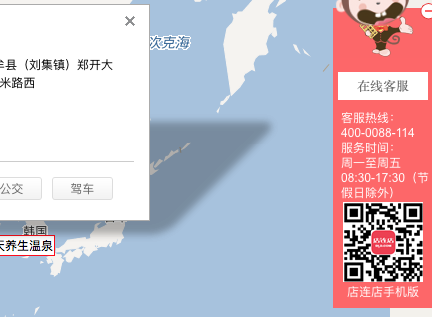 次克海
牟县（刘集镇）郑开大
米路西
公交
驾车
韩国
天养生温泉
在线客服
客服热线：
400-0088-114
服务时间：
周一至周五
08:30-17:30（节
假日除外）
店连店
店连店手机版